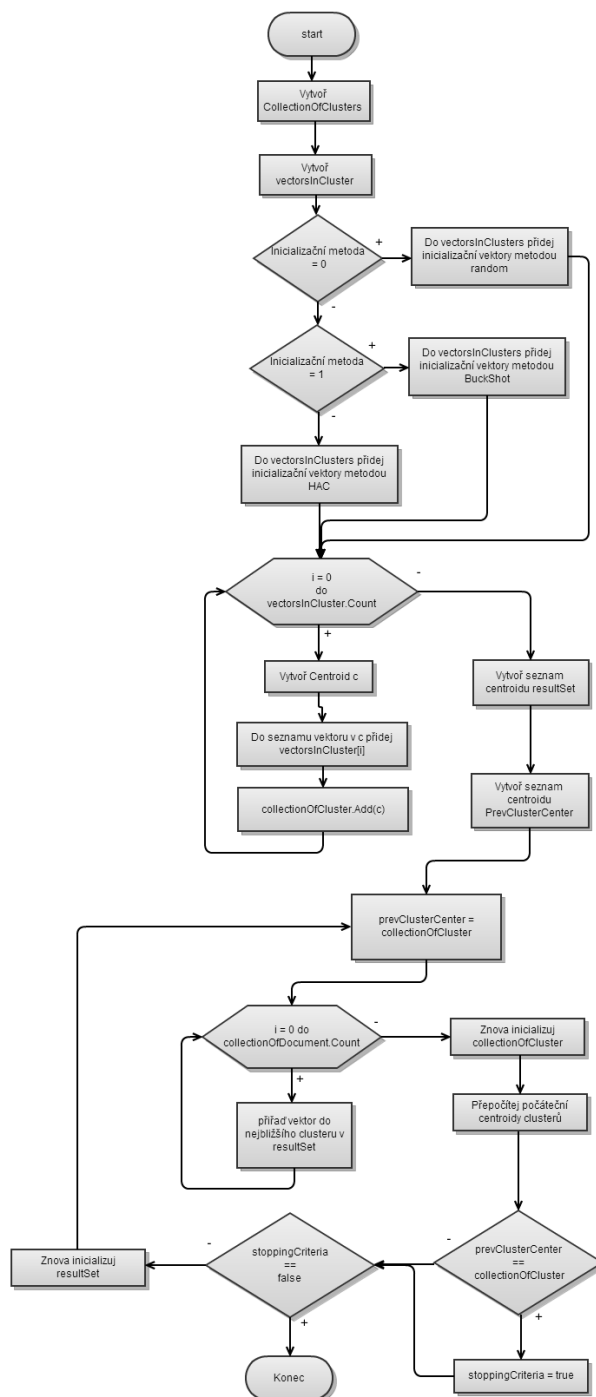 start
Vytvoř
CollectionOfClusters
Vytvoř
vectorsInCluster
Inicializační metoda
= 0
+
Do vectorsInClusters přidej
inicializační vektory metodou
random
-
Inicializační metoda
= 1
+
Do vectorsInClusters přidej
inicializační vektory metodou
BuckShot
-
Do vectorsInClusters přidej
inicializační vektory metodou
HAC
i = 0
do
vectorsInCluster.Count
-
+
Vytvoř Centroid c
Vytvoř seznam
centroidu resultSet
Do seznamu vektoru v c přidej
vectorsInCluster[i]
collectionOfCluster.Add(c)
Vytvoř seznam
centroidu
PrevClusterCenter
prevClusterCenter =
collectionOfCluster
i = 0 do
collectionOfDocument.Count
-
+
Znova inicializuj
collectionOfCluster
přiřaď vektor do
nejbližšího clusteru v
resultSet
Přepočítej počáteční
centroidy clusterů
prevClusterCenter
==
collectionOfCluster
-
+
stoppingCriteria
==
false
-
+
Znova inicializuj
resultSet
stoppingCriteria = true
Konec